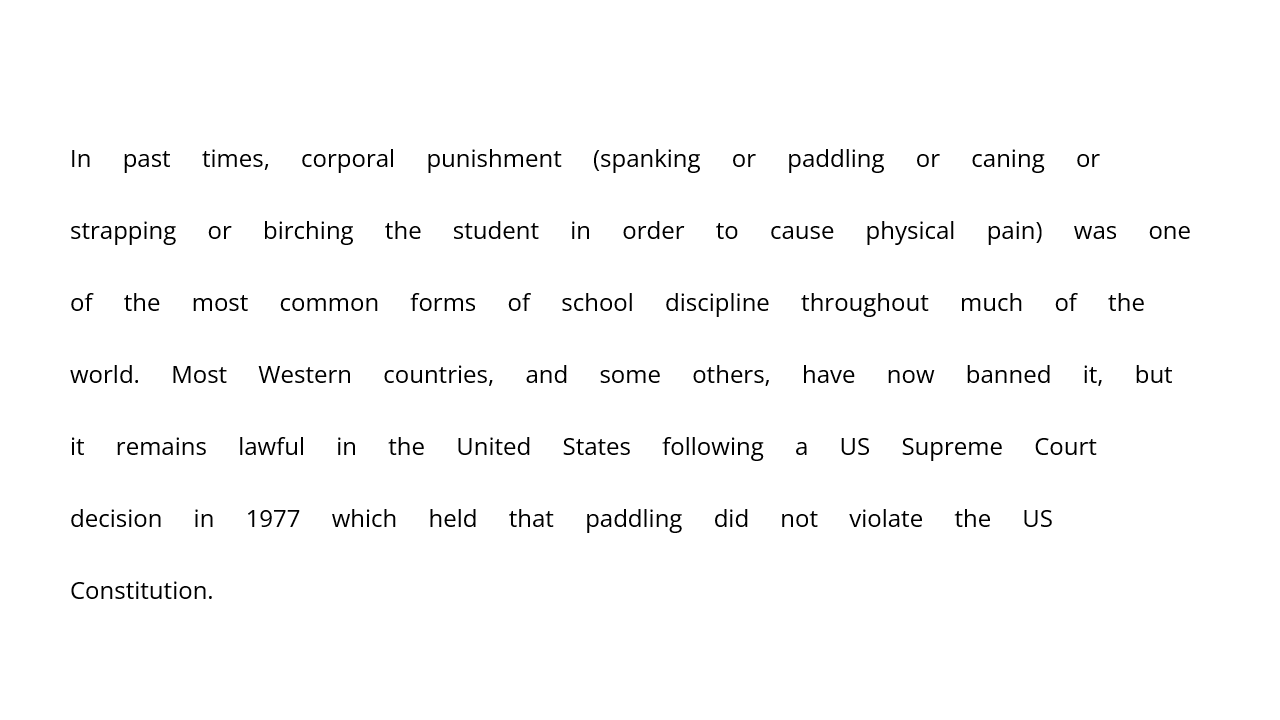 In past times, corporal punishment (spanking or paddling or caning or
strapping or birching the student in order to cause physical pain) was one
of the most common forms of school discipline throughout much of the
world. Most Western countries, and some others, have now banned it, but
it remains lawful in the United States following a US Supreme Court
decision in 1977 which held that paddling did not violate the US
Constitution.